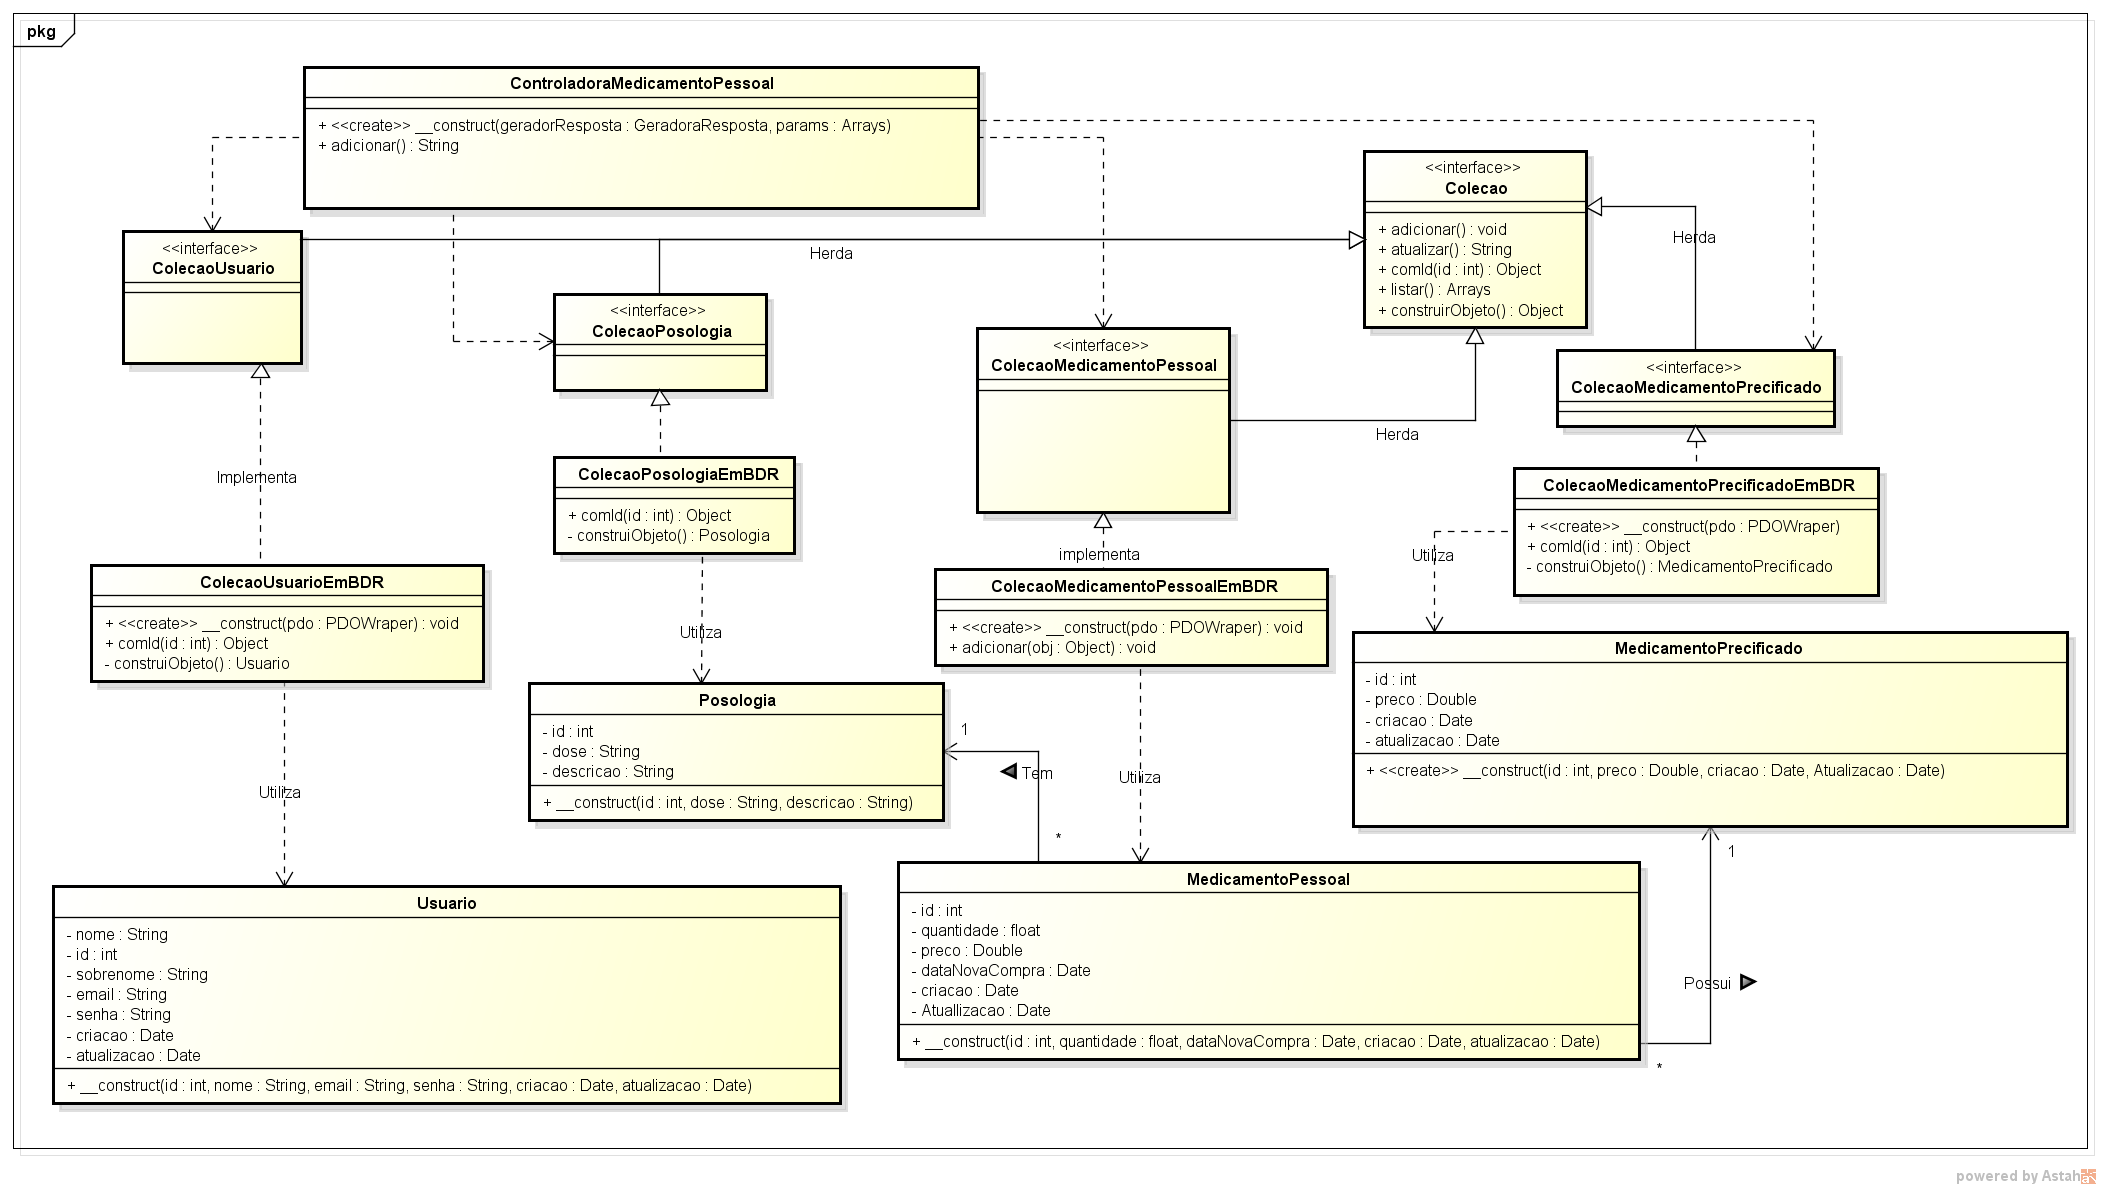 pkg
ControladoraMedicamentoPessoal
+ <<create>> __construct(geradorResposta : GeradoraResposta, params : Arrays)
+ adicionar() : String
<<interface>>
Colecao
+ adicionar() : void
+ atualizar() : String
+ comId(id : int) : Object
+ listar() : Arrays
+ construirObjeto() : Object
Herda
Herda
<<interface>>
ColecaoUsuario
<<interface>>
ColecaoPosologia
<<interface>>
ColecaoMedicamentoPessoal
<<interface>>
ColecaoMedicamentoPrecificado
Herda
Implementa
ColecaoPosologiaEmBDR
+ comId(id : int) : Object
- construiObjeto() : Posologia
implementa
ColecaoMedicamentoPrecificadoEmBDR
+ <<create>> __construct(pdo : PDOWraper)
+ comId(id : int) : Object
- construiObjeto() : MedicamentoPrecificado
Utiliza
ColecaoUsuarioEmBDR
+ <<create>> __construct(pdo : PDOWraper) : void
+ comId(id : int) : Object
- construiObjeto() : Usuario
Utiliza
ColecaoMedicamentoPessoalEmBDR
+ <<create>> __construct(pdo : PDOWraper) : void
+ adicionar(obj : Object) : void
MedicamentoPrecificado
- id : int
- preco : Double
- criacao : Date
- atualizacao : Date
+ <<create>> __construct(id : int, preco : Double, criacao : Date, Atualizacao : Date)
Posologia
- id : int
- dose : String
- descricao : String
+ __construct(id : int, dose : String, descricao : String)
1
Tem
*
Utiliza
Utiliza
1
Possui
*
Usuario
- nome : String
- id : int
- sobrenome : String
- email : String
- senha : String
- criacao : Date
- atualizacao : Date
+ __construct(id : int, nome : String, email : String, senha : String, criacao : Date, atualizacao : Date)
MedicamentoPessoal
- id : int
- quantidade : float
- preco : Double
- dataNovaCompra : Date
- criacao : Date
- Atuallizacao : Date
+ __construct(id : int, quantidade : float, dataNovaCompra : Date, criacao : Date, atualizacao : Date)
powered by Astah